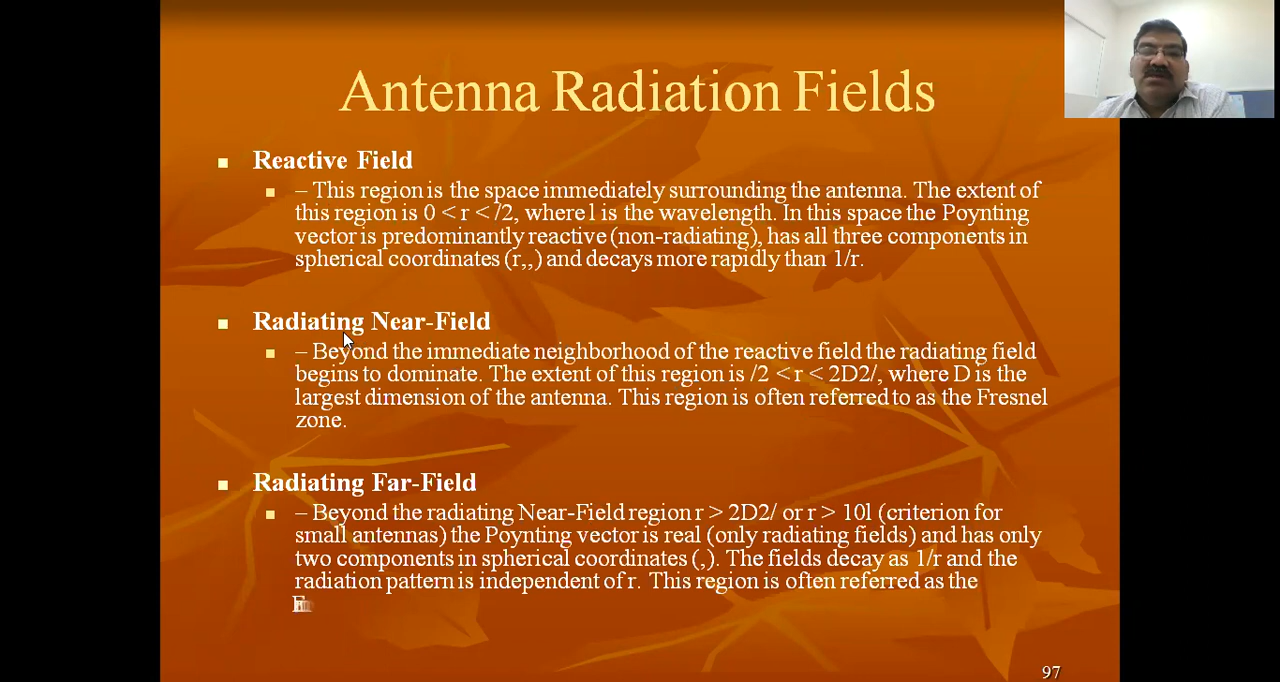 Antenna Radiation Fields
Reactive Field
– This region is the space immediately surrounding the antenna. The extent of
this region is 0 < r < /2, where l is the wavelength. In this space the Poynting
vector is predominantly reactive (non-radiating), has all three components in
spherical coordinates (r,,) and decays more rapidly than 1/r.
Radiating Near-Field
– Beyond the immediate neighborhood of the reactive field the radiating field
begins to dominate. The extent of this region is /2 < r < 2D2/, where D is the
largest dimension of the antenna. This region is often referred to as the Fresnel
zone.
Radiating Far-Field
– Beyond the radiating Near-Field region r > 2D2/ or r > 10l (criterion for
small antennas) the Poynting vector is real (only radiating fields) and has only
two components in spherical coordinates (,). The fields decay as 1/r and the
radiation pattern is independent of r. This region is often referred as the
97